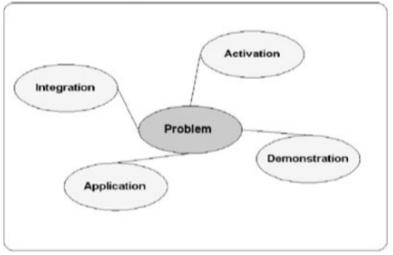 Activation
Integration
Problem
Demonstration
Application